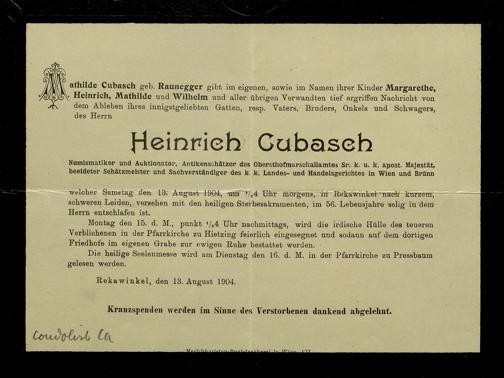 Mathilde Cubasch geb. Raunegger gibt im eigenen, sowie im Namen ihrer Kinder Margarethe,
Heinrich, Mathilde und Wilhelm und aller übrigen Verwandten tief ergriffen Nachricht von
dem Ableben ihres innigstgeliebten Gatten, resp. Vaters, Bruders, Onkels und Schwagers,
des Herrn
Heinrich Cubasch
Numismatiker und Auktionator, Antikenschätzer des Obersthofmarschallamtes Sr. k. u. k. apost. Majestät,
beeideter Schätzmeister und Sachverständiger des k. k. Landes- und Handelsgerichtes in Wien und Brünn
welcher Samstag den 13. August 1904, um 1/4 Uhr morgens, in Rekawinkel nach kurzem,
schweren Leiden, versehen mit den heiligen Sterbesakramenten, im 56. Lebensjahre selig in dem
Herrn entschlafen ist.
Montag den 15. d. M., punkt 1/4 Uhr nachmittags, wird die irdische Hülle des teueren
Verblichenen in der Pfarrkirche zu Hietzing feierlich eingesegnet und sodann auf dem dortigen
Friedhofe im eigenen Grabe zur ewigen Ruhe bestattet werden.
Die heilige Seelenmesse wird am Dienstag den 16. d. M. in der Pfarrkirche zu Pressbaum
gelesen werden.
Rekawinkel, den 13. August 1904.
Kranzspenden werden im Sinne des Verstorbenen dankend abgelehnt.
condolirt